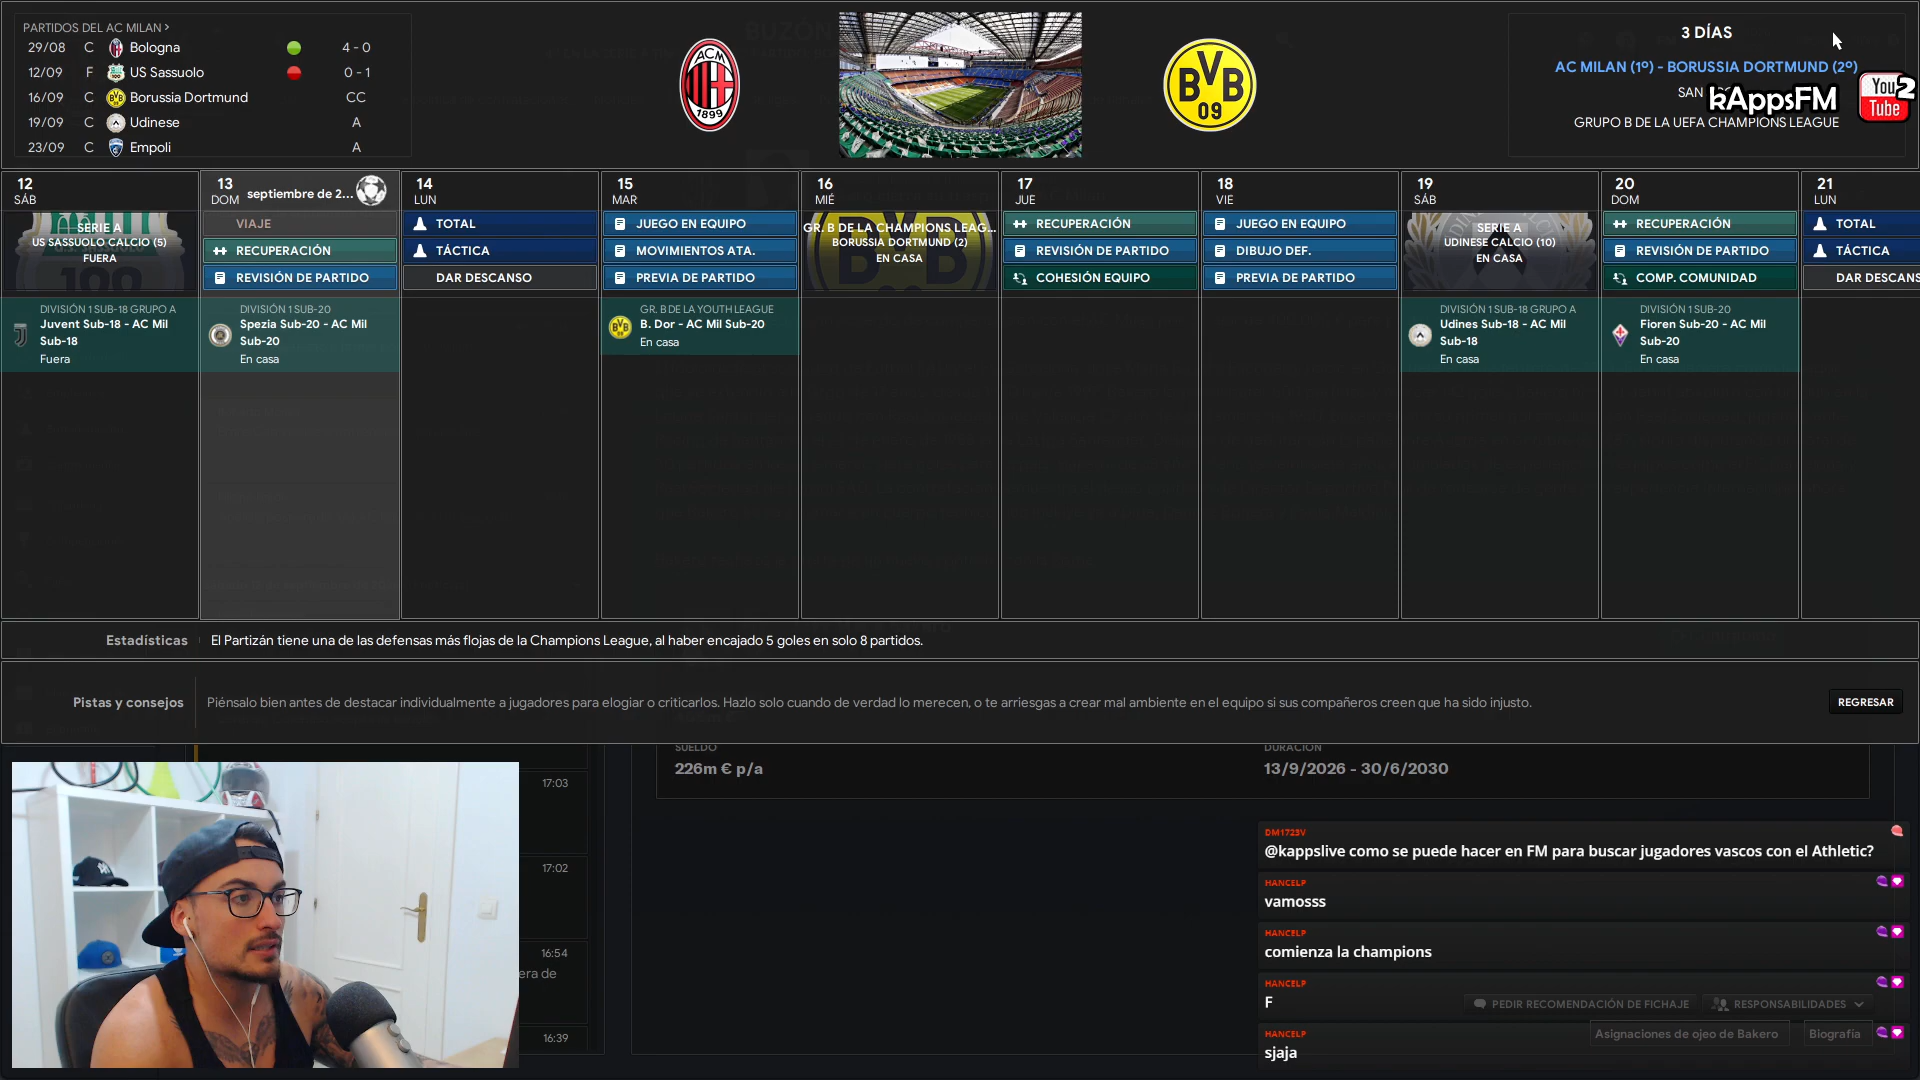 PARTIDOS DEL AC MILAN >
29/08 C Bologna 4 - 0
12/09 F US Sassuolo 0 - 1
16/09 C Borussia Dortmund CC
19/09 C Udinese A
23/09 C Empoli A
ACM
1899
BVB
09
3 DÍAS
AC MILAN (1º) - BORUSSIA DORTMUND (2º)
SAN
kAppsFM
You2
Tube
GRUPO B DE LA UEFA CHAMPIONS LEAGUE
12
SÁB
SERIE A
US SASSUOLO CALCIO (5)
FUERA
DIVISIÓN 1 SUB-18 GRUPO A
Juvent Sub-18 - AC Mil
Sub-18
Fuera
13
DOM septiembre de 2...
VIAJE
RECUPERACIÓN
REVISIÓN DE PARTIDO
DIVISIÓN 1 SUB-20
Spezia Sub-20 - AC Mil
Sub-20
En casa
14
LUN
TOTAL
TÁCTICA
DAR DESCANSO
15
MAR
JUEGO EN EQUIPO
MOVIMIENTOS ATA.
PREVIA DE PARTIDO
GR. B DE LA YOUTH LEAGUE
B. Dor - AC Mil Sub-20
En casa
16
MIÉ
GR. B DE LA CHAMPIONS LEAG...
BORUSSIA DORTMUND (2)
EN CASA
17
JUE
RECUPERACIÓN
REVISIÓN DE PARTIDO
COHESIÓN EQUIPO
18
VIE
JUEGO EN EQUIPO
DIBUJO DEF.
PREVIA DE PARTIDO
19
SÁB
SERIE A
UDINESE CALCIO (10)
EN CASA
DIVISIÓN 1 SUB-18 GRUPO A
Udines Sub-18 - AC Mil
Sub-18
En casa
20
DOM
RECUPERACIÓN
REVISIÓN DE PARTIDO
COMP. COMUNIDAD
DIVISIÓN 1 SUB-20
Fioren Sub-20 - AC Mil
Sub-20
En casa
21
LUN
TOTAL
TÁCTICA
DAR DESCANS
Estadísticas El Partizán tiene una de las defensas más flojas de la Champions League, al haber encajado 5 goles en solo 8 partidos.
Pistas y consejos Piénsalo bien antes de destacar individualmente a jugadores para elogiar o criticarlos. Hazlo solo cuando de verdad lo merecen, o te arriesgas a crear mal ambiente en el equipo si sus compañeros creen que ha sido injusto.
REGRESAR
SUELDO DURACIÓN
226m € p/a 13/9/2026 - 30/6/2030
17:03
17:02
16:54
era de
16:39
DM1723V
@kappslive como se puede hacer en FM para buscar jugadores vascos con el Athletic?
HANCELP
vamosss
HANCELP
comienza la champions
HANCELP
F
PEDIR RECOMENDACIÓN DE FICHAJE RESPONSABILIDADES
HANCELP
Asignaciones de ojeo de Bakero Biografía
sjaja